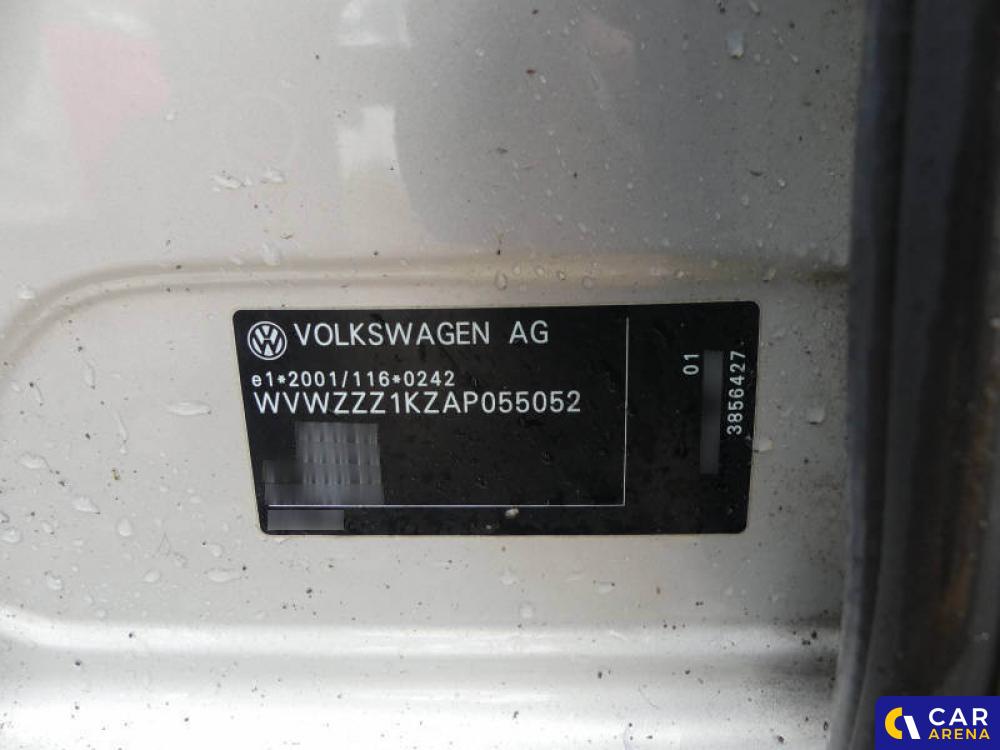 VOLKSWAGEN AG
e1*2001/116*0242
WVWZZZ1KZAP055052
01
3856427
CAR
ARENA